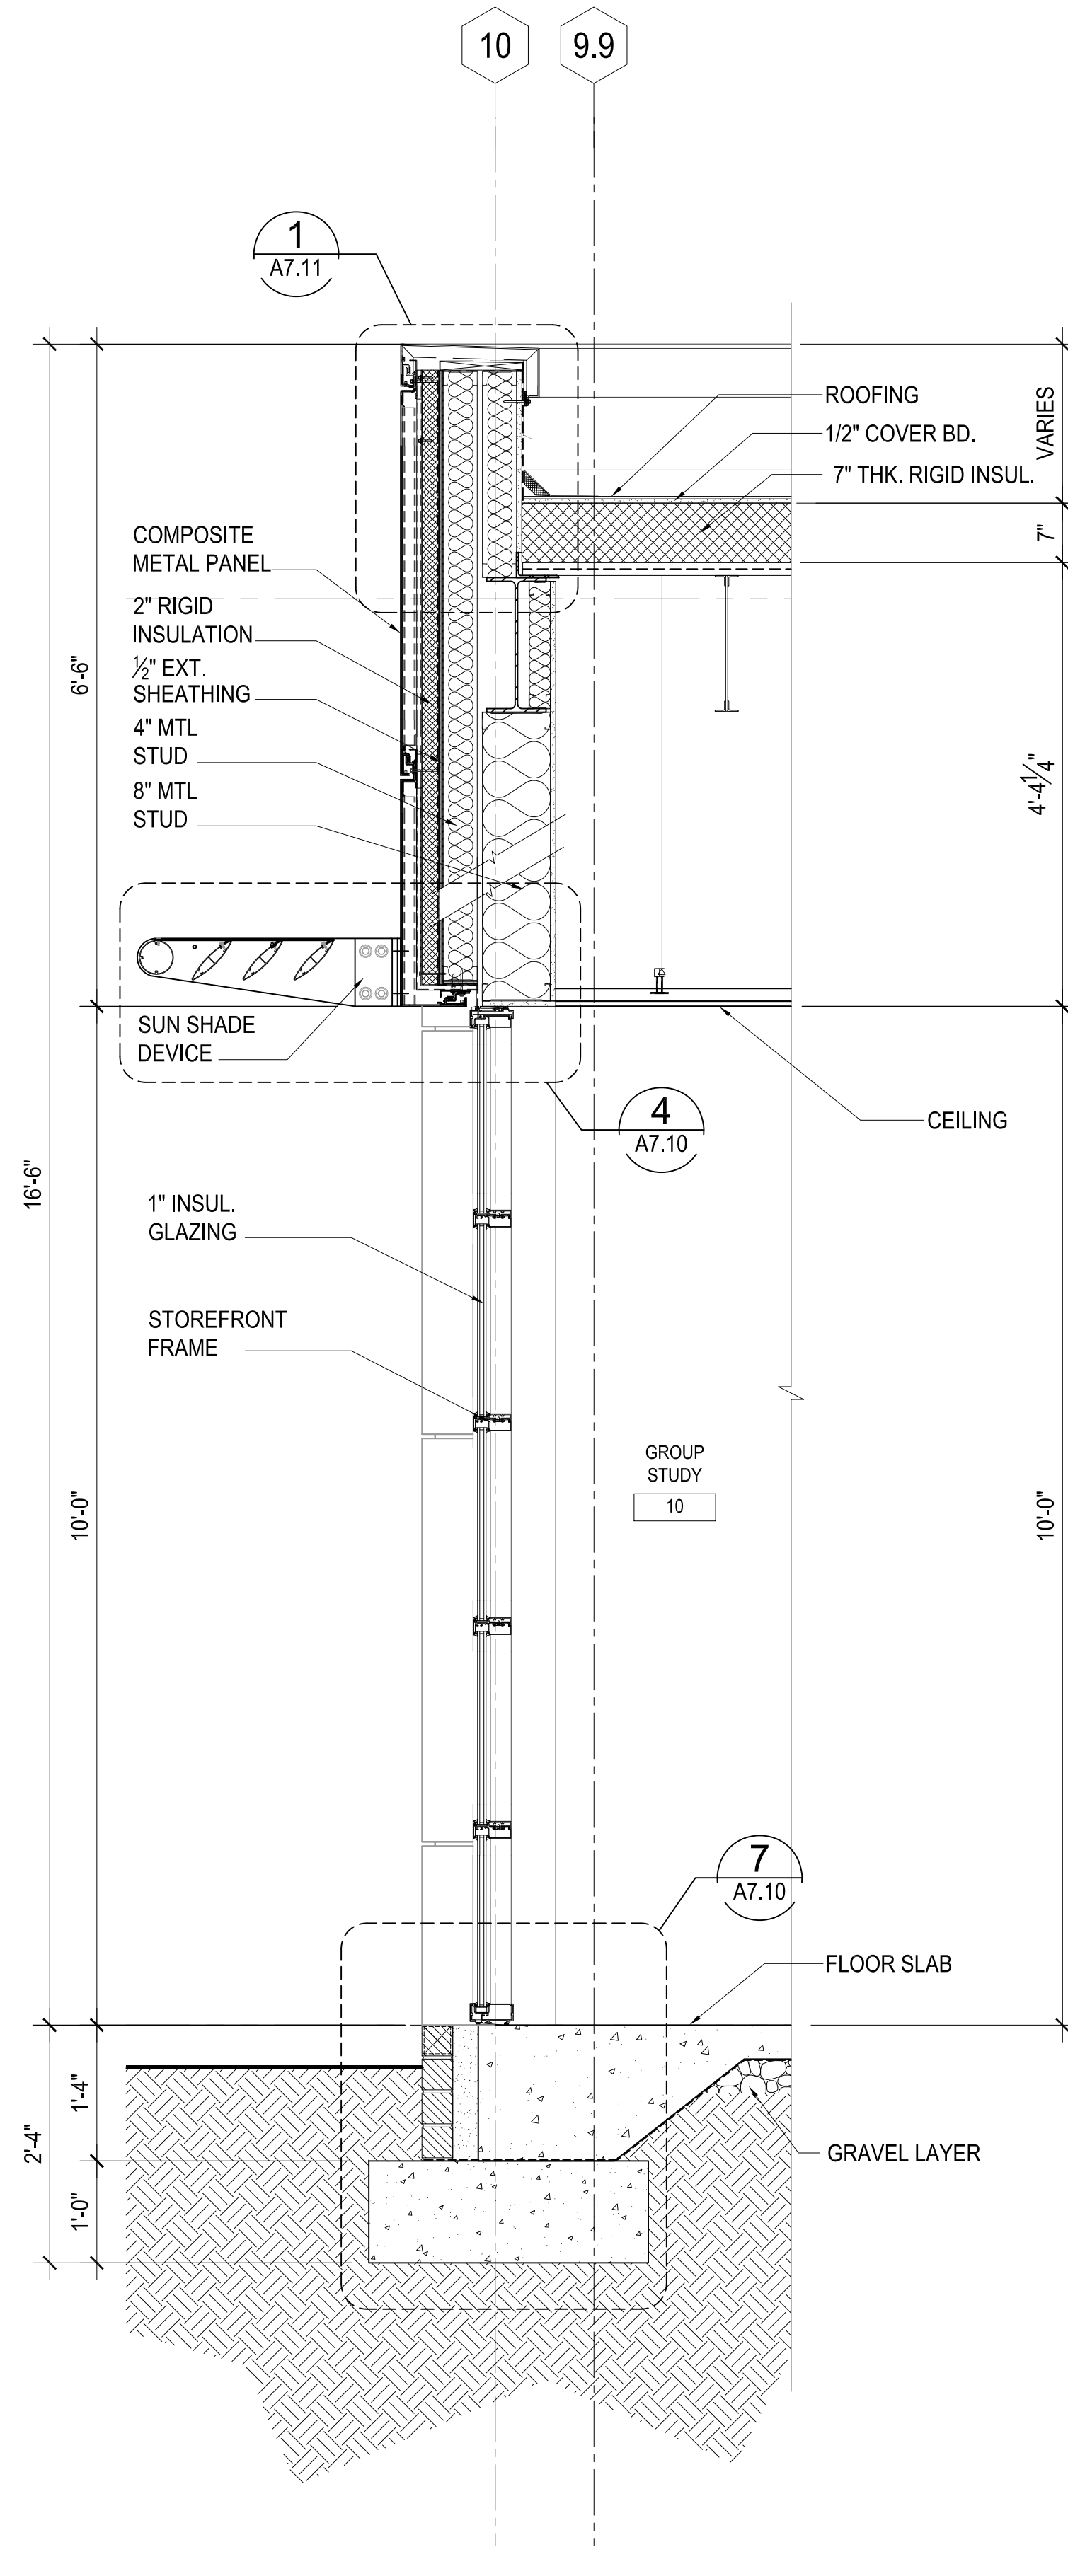 10
9.9
1
A7.11
ROOFING
1/2" COVER BD.
7" THK. RIGID INSUL.
VARIES
7"
COMPOSITE
METAL PANEL
2" RIGID
INSULATION
½" EXT.
SHEATHING
4" MTL
STUD
8" MTL
STUD
6'-6"
4'-4¼"
SUN SHADE
DEVICE
4
A7.10
CEILING
16'-6"
1" INSUL.
GLAZING
STOREFRONT
FRAME
GROUP
STUDY
10
10'-0"
10'-0"
7
A7.10
FLOOR SLAB
1'-4"
2'-4"
1'-0"
GRAVEL LAYER